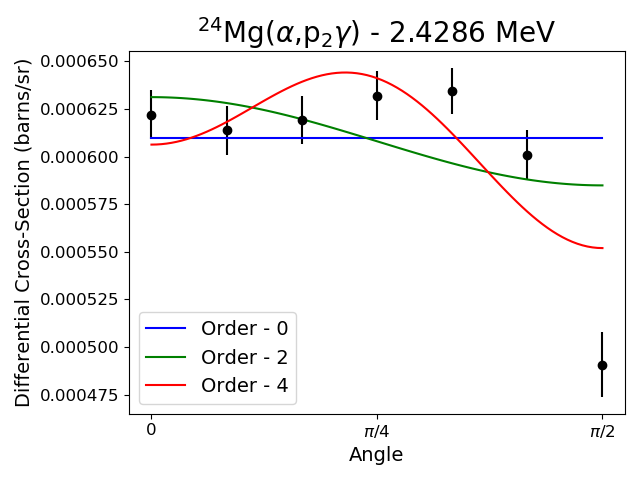 ²⁴Mg(α,p₂γ) - 2.4286 MeV
Differential Cross-Section (barns/sr)
0.000650
0.000625
0.000600
0.000575
0.000550
0.000525
0.000500
0.000475
Order - 0
Order - 2
Order - 4
0
π/4
π/2
Angle